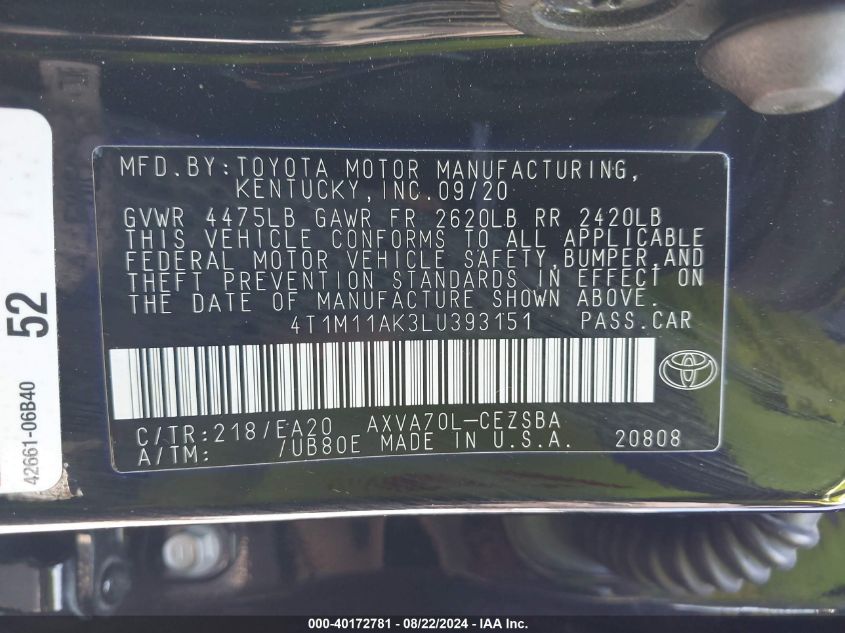 MFD.BY:TOYOTA MOTOR MANUFACTURING,
KENTUCKY,INC.09/20
GVWR 4475LB GAWR FR 2620LB RR 2420LB
THIS VEHICLE CONFORMS TO ALL APPLICABLE
FEDERAL MOTOR VEHICLE SAFETY,BUMPER,AND
THEFT PREVENTION STANDARDS IN EFFECT ON
THE DATE OF MANUFACTURE SHOWN ABOVE.
4T1M11AK3LU393151 PASS.CAR
C/TR:218/EA20 AXVA70L-CEZSBA
A/TM: /UB80E MADE IN U.S.A. 20808
52
42661-06B40
000-40172781 - 08/22/2024 - IAA Inc.